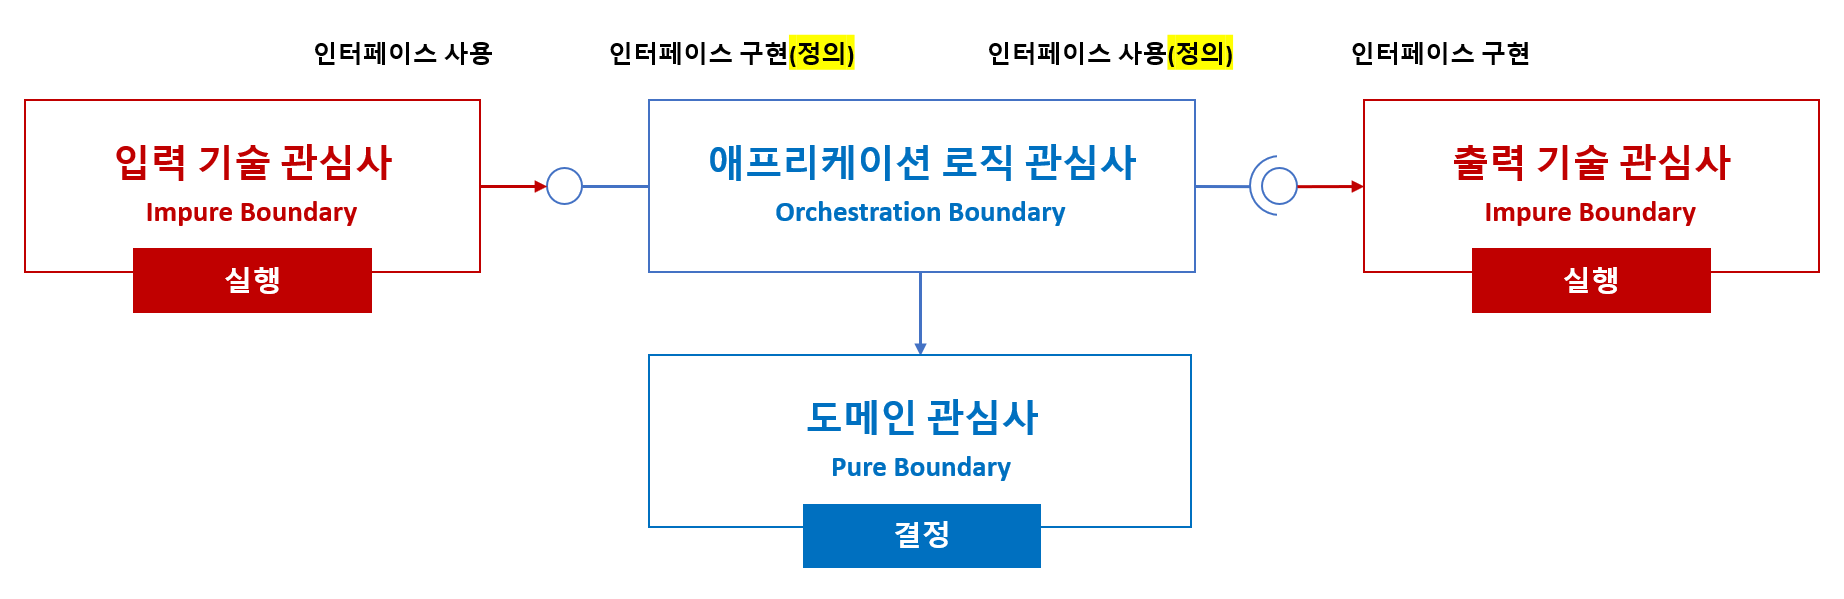 인터페이스 사용
인터페이스 구현(정의)
인터페이스 사용(정의)
인터페이스 구현
입력 기술 관심사
Impure Boundary
실행
애프리케이션 로직 관심사
Orchestration Boundary
출력 기술 관심사
Impure Boundary
실행
도메인 관심사
Pure Boundary
결정